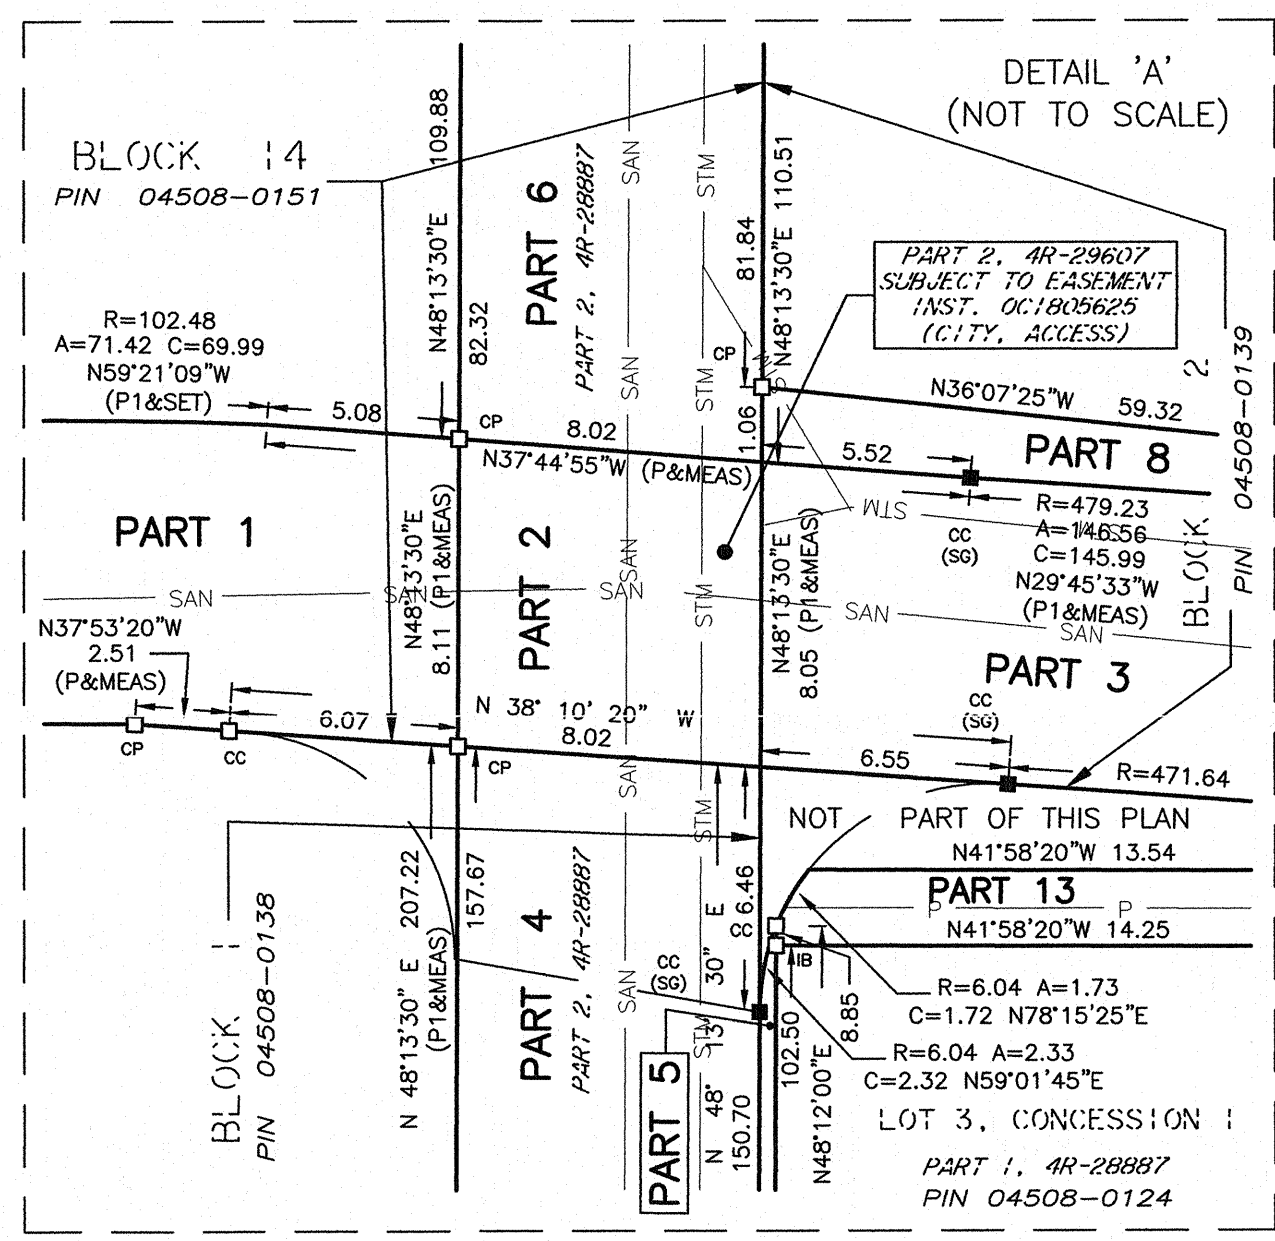 DETAIL 'A'
(NOT TO SCALE)
BLOCK 14
PIN 04508-0151
N48°13'30"E 109.88
82.32
PART 6
PART 2, 4R-28887
SAN
STM
81.84
N48°13'30"E 110.51
PART 2, 4R-29607
SUBJECT TO EASEMENT
INST. OC1805625
(CITY, ACCESS)
R=102.48
A=71.42 C=69.99
N59°21'09"W
(P1&SET)
5.08
CP
8.02
N37°44'55"W (P&MEAS)
CP
1.06
SAN
STM
N36°07'25"W 59.32
5.52
PART 8
BLOCK 2
PIN 04508-0139
CC
(SG)
R=479.23
A=146.56
C=145.99
N29°45'33"W
(P1&MEAS)
STM
PART 1
N48°13'30"E
8.11 (P1&MEAS)
PART 2
SAN
N48°13'30"E
8.05 (P1&MEAS)
SAN
SAN
SAN
STM
SAN
SAN
N37°53'20"W
2.51
(P&MEAS)
PART 3
CP
CC
6.07
N 38° 10' 20" W
8.02
CP
CC
(SG)
6.55
R=471.64
SAN
STM
NOT PART OF THIS PLAN
N41°58'20"W 13.54
PART 13
P P
N41°58'20"W 14.25
BLOCK 1
PIN 04508-0138
N 48°13'30" E 207.22
(P1&MEAS)
157.67
PART 4
PART 2, 4R-28887
SAN
CC
(SG)
STM
PART 5
N 48° 13' 30" E
150.70
6.46
CC
IB
102.50
8.85
N48°12'00"E
R=6.04 A=1.73
C=1.72 N78°15'25"E
R=6.04 A=2.33
C=2.32 N59°01'45"E
LOT 3, CONCESSION 1
PART 1, 4R-28887
PIN 04508-0124